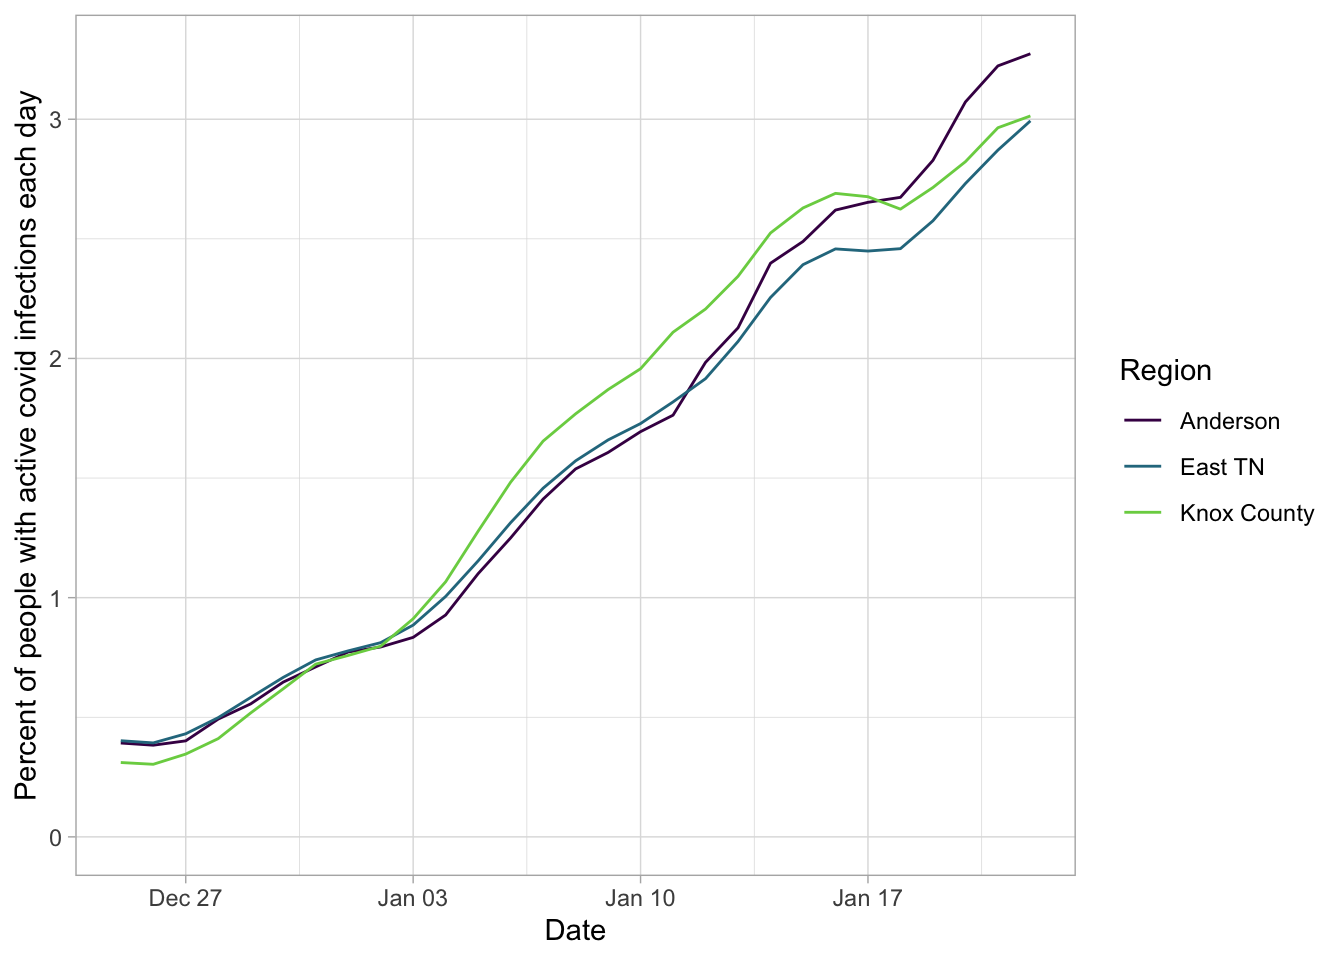 Percent of people with active covid infections each day
3
2
1
0
Dec 27
Jan 03
Jan 10
Jan 17
Date
Region
Anderson
East TN
Knox County